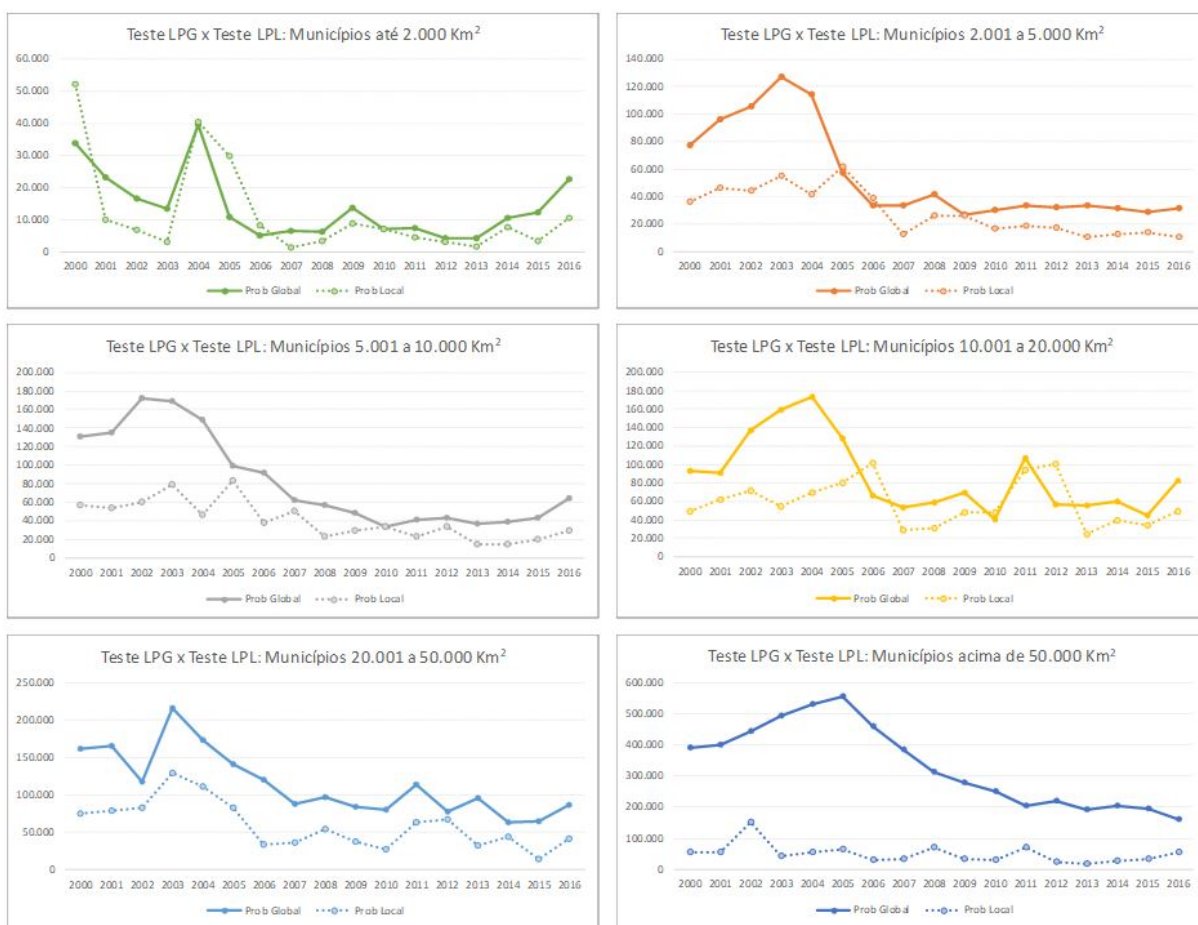 Teste LPG x Teste LPL: Municípios até 2.000 Km²
60.000
50.000
40.000
30.000
20.000
10.000
0
2000 2001 2002 2003 2004 2005 2006 2007 2008 2009 2010 2011 2012 2013 2014 2015 2016
Prob Global Prob Local
Teste LPG x Teste LPL: Municípios 2.001 a 5.000 Km²
140.000
120.000
100.000
80.000
60.000
40.000
20.000
0
2000 2001 2002 2003 2004 2005 2006 2007 2008 2009 2010 2011 2012 2013 2014 2015 2016
Prob Global Prob Local
Teste LPG x Teste LPL: Municípios 5.001 a 10.000 Km²
200.000
180.000
160.000
140.000
120.000
100.000
80.000
60.000
40.000
20.000
0
2000 2001 2002 2003 2004 2005 2006 2007 2008 2009 2010 2011 2012 2013 2014 2015 2016
Prob Global Prob Local
Teste LPG x Teste LPL: Municípios 10.001 a 20.000 Km²
200.000
180.000
160.000
140.000
120.000
100.000
80.000
60.000
40.000
20.000
0
2000 2001 2002 2003 2004 2005 2006 2007 2008 2009 2010 2011 2012 2013 2014 2015 2016
Prob Global Prob Local
Teste LPG x Teste LPL: Municípios 20.001 a 50.000 Km²
250.000
200.000
150.000
100.000
50.000
0
2000 2001 2002 2003 2004 2005 2006 2007 2008 2009 2010 2011 2012 2013 2014 2015 2016
Prob Global Prob Local
Teste LPG x Teste LPL: Municípios acima de 50.000 Km²
600.000
500.000
400.000
300.000
200.000
100.000
0
2000 2001 2002 2003 2004 2005 2006 2007 2008 2009 2010 2011 2012 2013 2014 2015 2016
Prob Global Prob Local